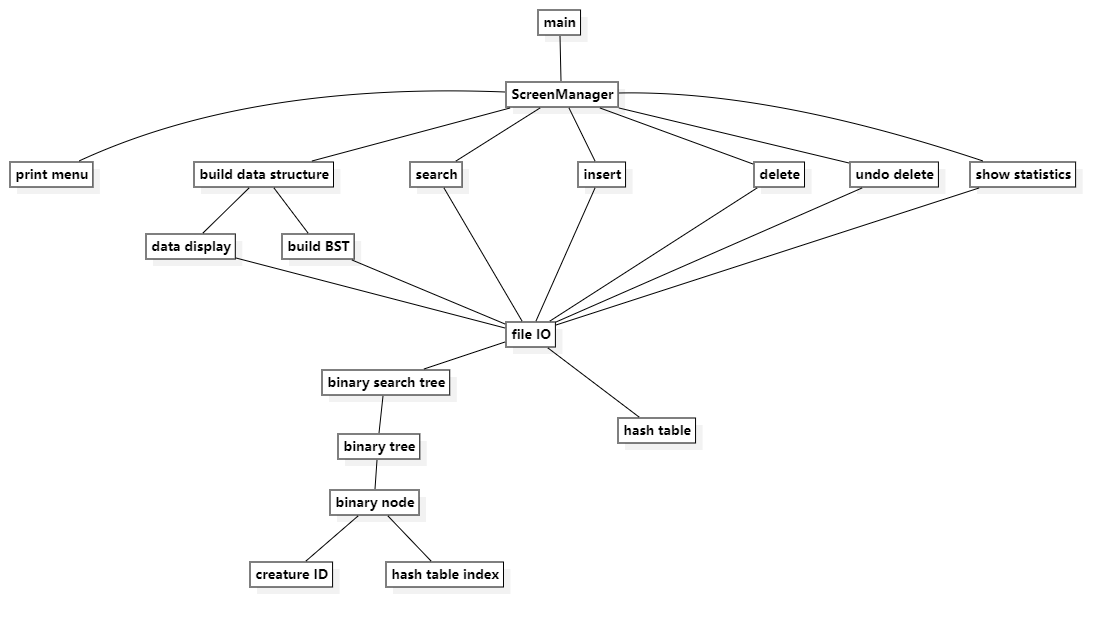 main
ScreenManager
print menu
build data structure
search
insert
delete
undo delete
show statistics
data display
build BST
file IO
binary search tree
hash table
binary tree
binary node
creature ID
hash table index